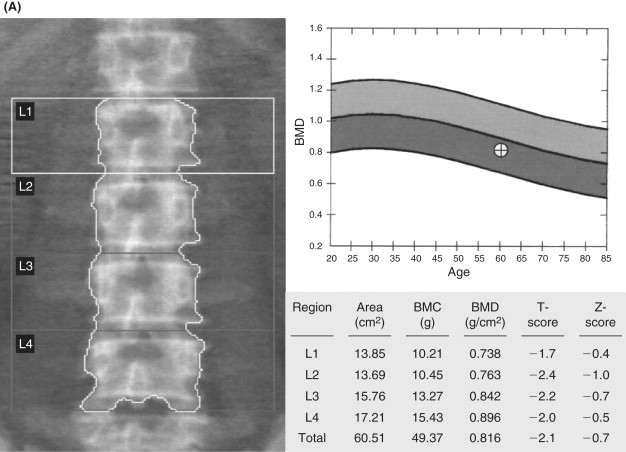 (A)
L1
L2
L3
L4
1.6
1.4
1.2
1.0
0.8
0.6
0.4
0.2
BMD
20 25 30 35 40 45 50 55 60 65 70 75 80 85
Age
Region Area (cm2) BMC (g) BMD (g/cm2) T-score Z-score
L1 13.85 10.21 0.738 −1.7 −0.4
L2 13.69 10.45 0.763 −2.4 −1.0
L3 15.76 13.27 0.842 −2.2 −0.7
L4 17.21 15.43 0.896 −2.0 −0.5
Total 60.51 49.37 0.816 −2.1 −0.7